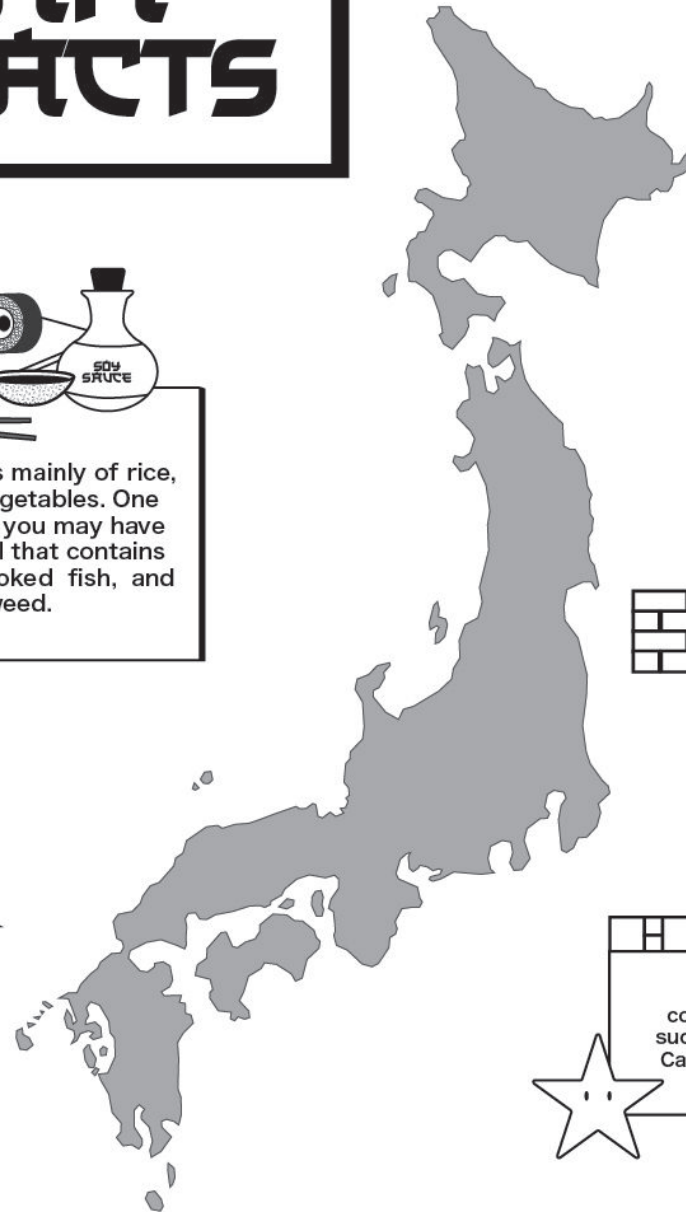 ACTS
SOY
SAUCE
s mainly of rice,
getables. One
you may have
that contains
oked fish, and
eed.
co
suc
Ca